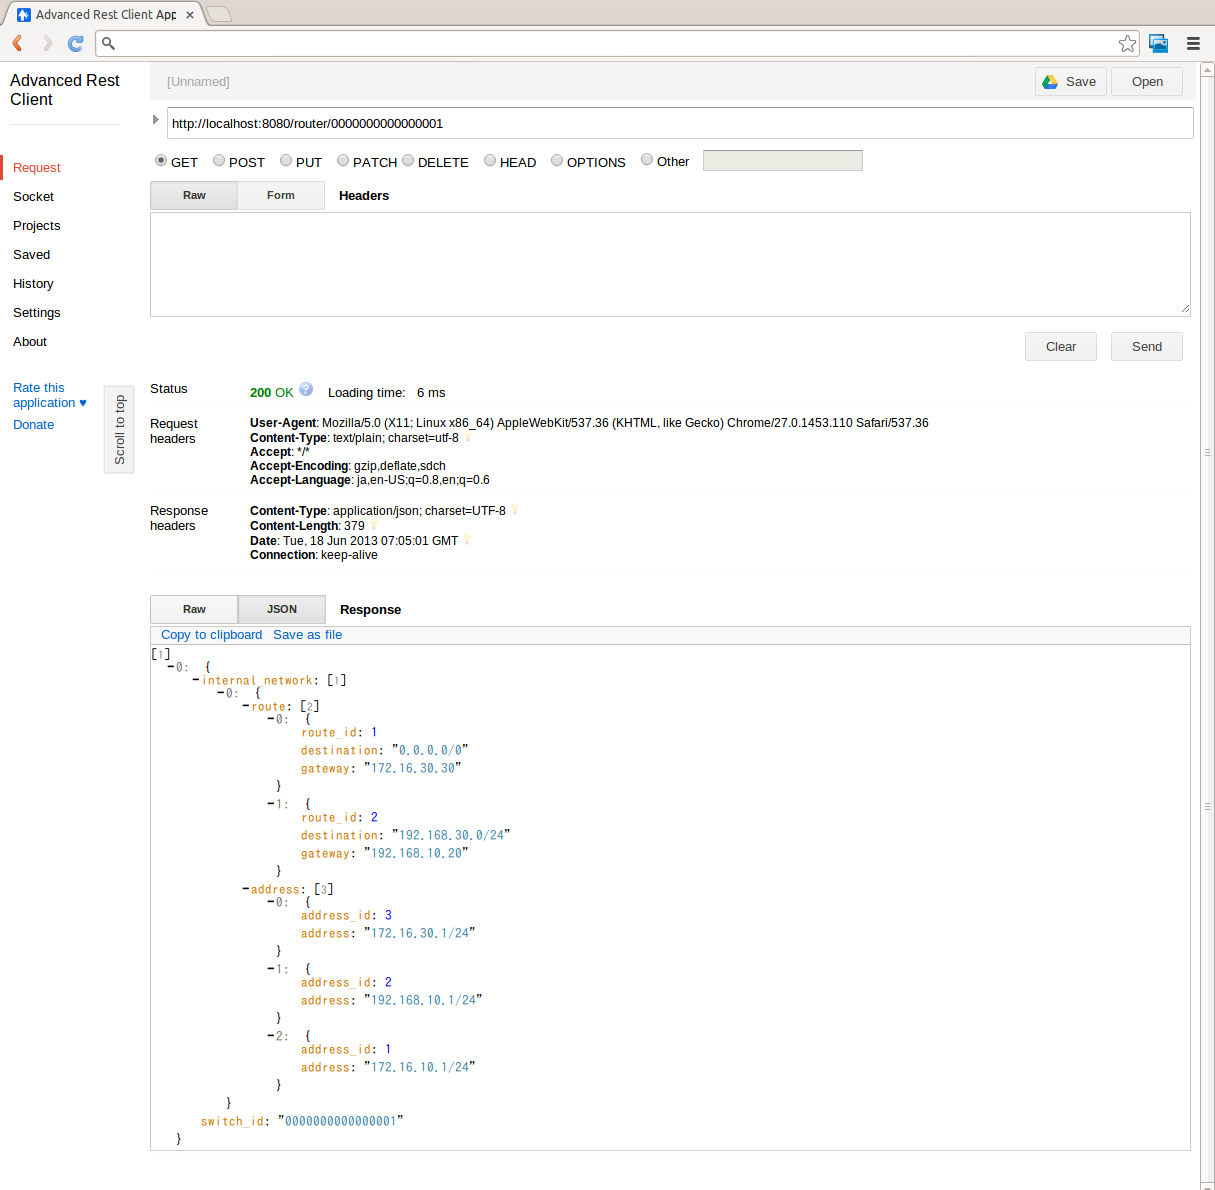 Advanced Rest Client App
Advanced Rest
Client
[Unnamed]
Save
Open
http://localhost:8080/router/0000000000000001
GET POST PUT PATCH DELETE HEAD OPTIONS Other
Raw Form Headers
Request
Socket
Projects
Saved
History
Settings
About
Rate this
application ♥
Donate
Scroll to top
Clear
Send
Status
200 OK ? Loading time: 6 ms
Request
headers
User-Agent: Mozilla/5.0 (X11; Linux x86_64) AppleWebKit/537.36 (KHTML, like Gecko) Chrome/27.0.1453.110 Safari/537.36
Content-Type: text/plain; charset=utf-8
Accept: */*
Accept-Encoding: gzip,deflate,sdch
Accept-Language: ja,en-US;q=0.8,en;q=0.6
Response
headers
Content-Type: application/json; charset=UTF-8
Content-Length: 379
Date: Tue, 18 Jun 2013 07:05:01 GMT
Connection: keep-alive
Raw JSON Response
Copy to clipboard Save as file
[1]
-0: {
-internal_network: [1]
-0: {
-route: [2]
-0: {
route_id: 1
destination: "0.0.0.0/0"
gateway: "172.16.30.30"
}
-1: {
route_id: 2
destination: "192.168.30.0/24"
gateway: "192.168.10.20"
}
-address: [3]
-0: {
address_id: 3
address: "172.16.30.1/24"
}
-1: {
address_id: 2
address: "192.168.10.1/24"
}
-2: {
address_id: 1
address: "172.16.10.1/24"
}
}
switch_id: "0000000000000001"
}